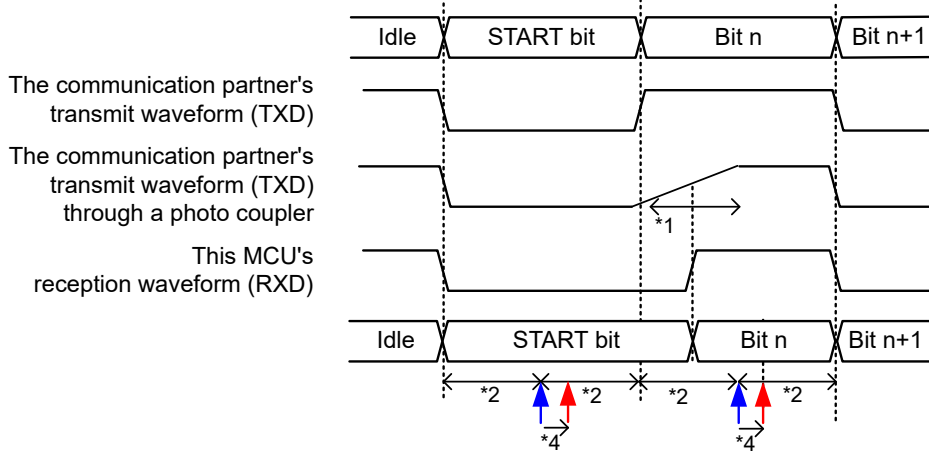 Idle START bit Bit n Bit n+1
The communication partner's
transmit waveform (TXD)
The communication partner's
transmit waveform (TXD)
through a photo coupler
*1
This MCU's
reception waveform (RXD)
Idle START bit Bit n Bit n+1
*2 *2 *2 *2
*4 *4